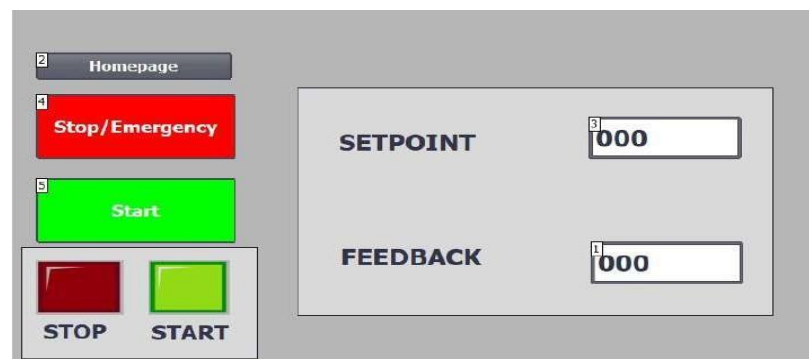 2
Homepage
4
Stop/Emergency
5
Start
STOP START
SETPOINT
3
000
FEEDBACK
1
000